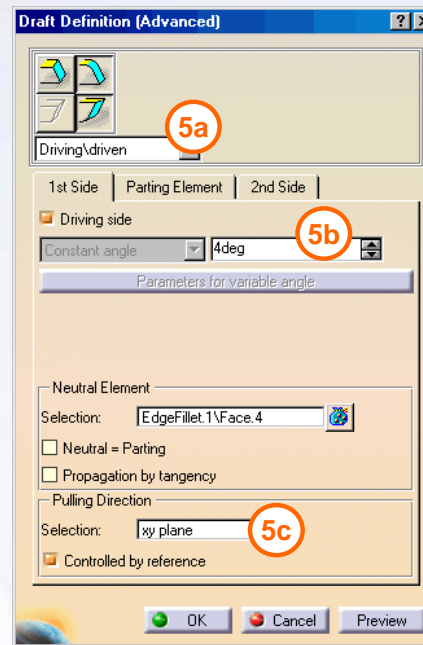 Draft Definition (Advanced)
5a
Driving\driven
1st Side Parting Element 2nd Side
Driving side
5b
Constant angle 4deg
Parameters for variable angle
Neutral Element
Selection: EdgeFillet.1\Face.4
Neutral = Parting
Propagation by tangency
Pulling Direction
Selection: xy plane 5c
Controlled by reference
OK Cancel Preview